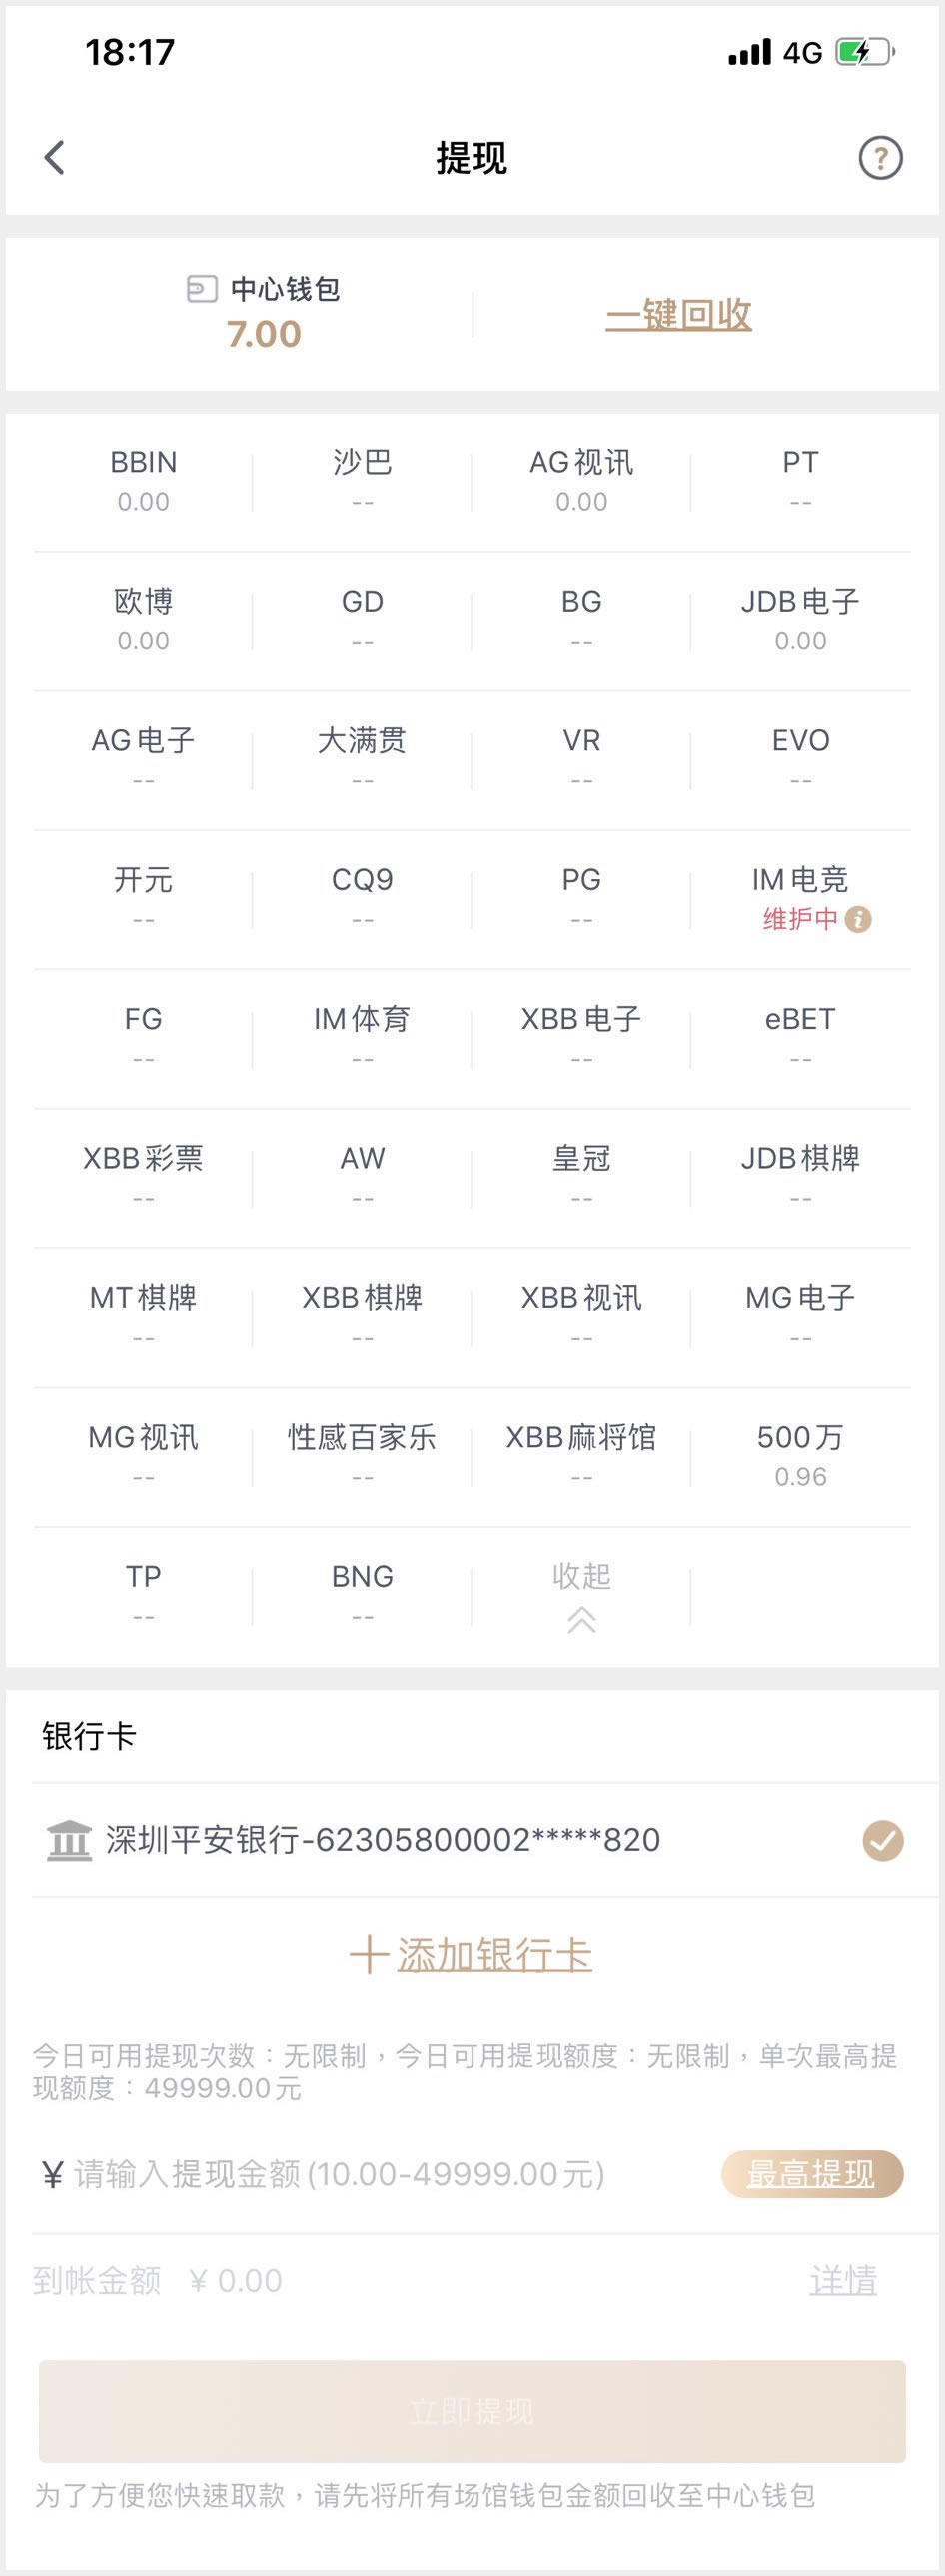 18:17 4G
提现 ?
中心钱包
7.00
一键回收
BBIN 沙巴 AG视讯 PT
0.00 -- 0.00 --
欧博 GD BG JDB电子
0.00 -- -- 0.00
AG电子 大满贯 VR EVO
-- -- -- --
开元 CQ9 PG IM电竞
-- -- -- 维护中 i
FG IM体育 XBB电子 eBET
-- -- -- --
XBB彩票 AW 皇冠 JDB棋牌
-- -- -- --
MT棋牌 XBB棋牌 XBB视讯 MG电子
-- -- -- --
MG视讯 性感百家乐 XBB麻将馆 500万
-- -- -- 0.96
TP BNG 收起
-- --
银行卡
深圳平安银行-62305800002*****820
添加银行卡
今日可用提现次数：无限制，今日可用提现额度：无限制，单次最高提
现额度：49999.00元
¥ 请输入提现金额(10.00-49999.00元) 最高提现
到帐金额 ¥ 0.00 详情
立即提现
为了方便您快速取款，请先将所有场馆钱包金额回收至中心钱包